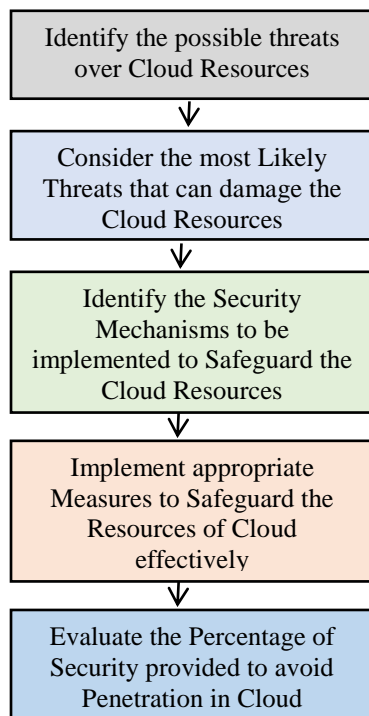 Identify the possible threats
over Cloud Resources
Consider the most Likely
Threats that can damage the
Cloud Resources
Identify the Security
Mechanisms to be
implemented to Safeguard the
Cloud Resources
Implement appropriate
Measures to Safeguard the
Resources of Cloud
effectively
Evaluate the Percentage of
Security provided to avoid
Penetration in Cloud